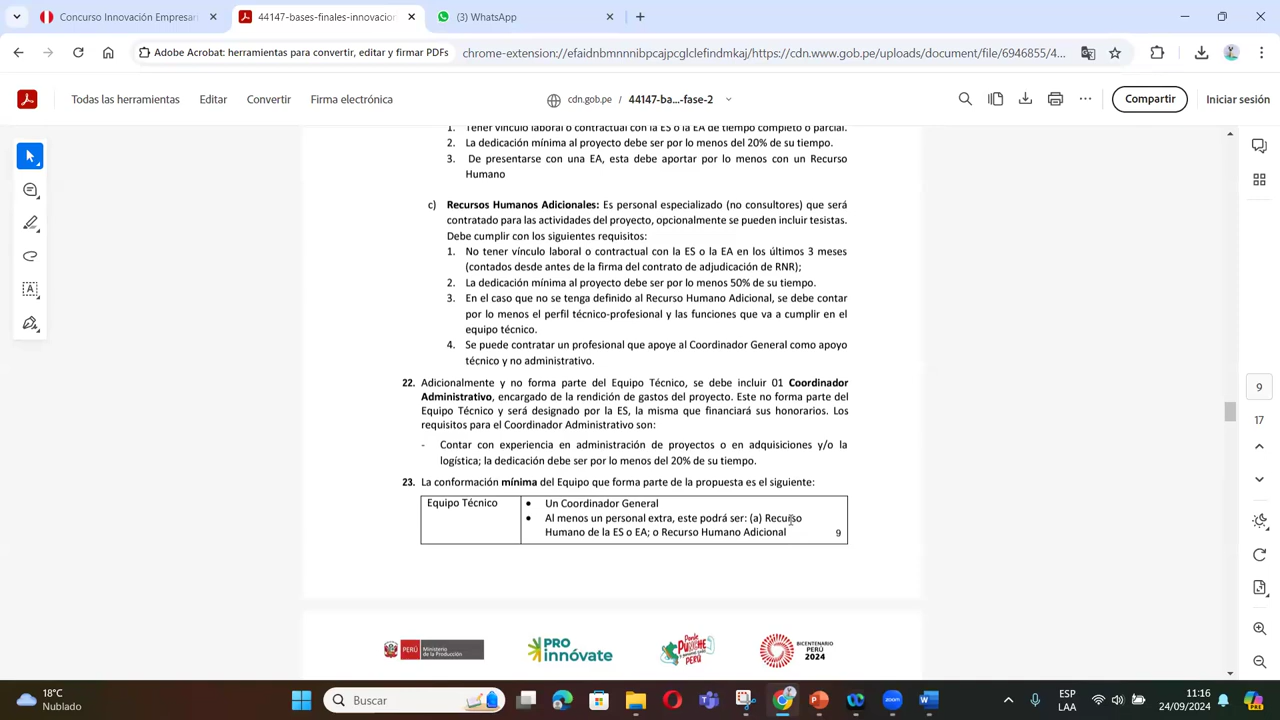 Concurso Innovación Empresari
44147-bases-finales-innovacion
(3) WhatsApp
Adobe Acrobat: herramientas para convertir, editar y firmar PDFs
chrome-extension://efaidnbmnnnibpcajpcglclefindmkaj/https://cdn.www.gob.pe/uploads/document/file/6946855/4...
Todas las herramientas
Editar
Convertir
Firma electrónica
cdn.gob.pe / 44147-ba...-fase-2
Compartir
Iniciar sesión
1. Tener vínculo laboral o contractual con la ES o la EA de tiempo completo o parcial.
2. La dedicación mínima al proyecto debe ser por lo menos del 20% de su tiempo.
3. De presentarse con una EA, esta debe aportar por lo menos con un Recurso
Humano
c) Recursos Humanos Adicionales: Es personal especializado (no consultores) que será
contratado para las actividades del proyecto, opcionalmente se pueden incluir tesistas.
Debe cumplir con los siguientes requisitos:
1. No tener vínculo laboral o contractual con la ES o la EA en los últimos 3 meses
(contados desde antes de la firma del contrato de adjudicación de RNR);
2. La dedicación mínima al proyecto debe ser por lo menos 50% de su tiempo.
3. En el caso que no se tenga definido al Recurso Humano Adicional, se debe contar
por lo menos el perfil técnico-profesional y las funciones que va a cumplir en el
equipo técnico.
4. Se puede contratar un profesional que apoye al Coordinador General como apoyo
técnico y no administrativo.
22. Adicionalmente y no forma parte del Equipo Técnico, se debe incluir 01 Coordinador
Administrativo, encargado de la rendición de gastos del proyecto. Este no forma parte del
Equipo Técnico y será designado por la ES, la misma que financiará sus honorarios. Los
requisitos para el Coordinador Administrativo son:
- Contar con experiencia en administración de proyectos o en adquisiciones y/o la
logística; la dedicación debe ser por lo menos del 20% de su tiempo.
23. La conformación mínima del Equipo que forma parte de la propuesta es el siguiente:
Equipo Técnico
• Un Coordinador General
• Al menos un personal extra, este podrá ser: (a) Recurso
Humano de la ES o EA; o Recurso Humano Adicional
9
9
17
PERÚ Ministerio
de la Producción
PRO
innóvate
PERÚ
BICENTENARIO
PERÚ
2024
18°C
Nublado
Buscar
ESP
LAA
11:16
24/09/2024